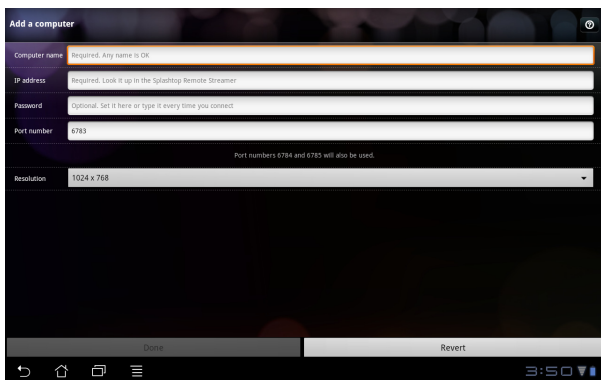 Add a computer
Computer name Required. Any name is OK
IP address Required. Look it up in the Splashtop Remote Streamer
Password Optional. Set it here or type it every time you connect
Port number 6783
Port numbers 6784 and 6785 will also be used.
Resolution 1024 x 768
Done Revert
3:50